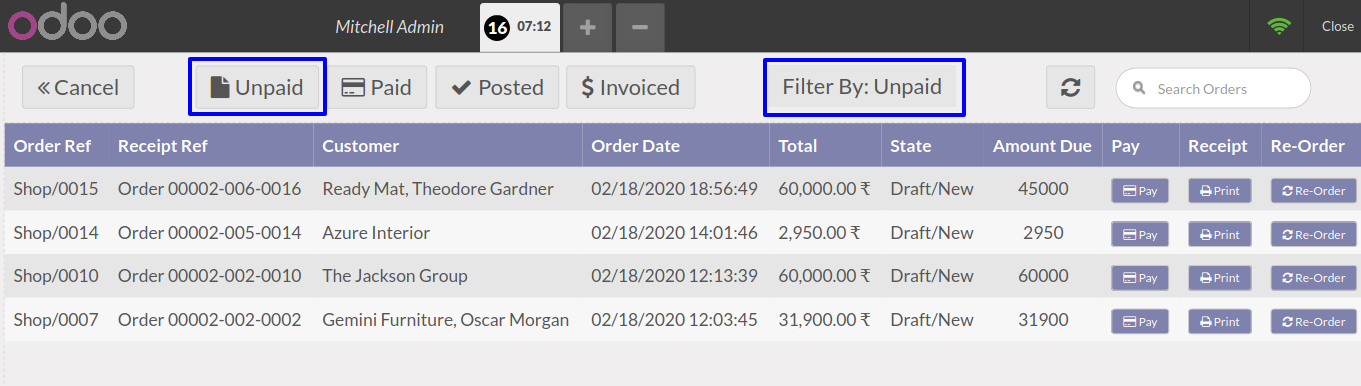 odoo Mitchell Admin 16 07:12 Close
Cancel Unpaid Paid Posted $ Invoiced Filter By: Unpaid Search Orders
Order Ref Receipt Ref Customer Order Date Total State Amount Due Pay Receipt Re-Order
Shop/0015 Order 00002-006-0016 Ready Mat, Theodore Gardner 02/18/2020 18:56:49 60,000.00 ₹ Draft/New 45000 Pay Print Re-Order
Shop/0014 Order 00002-005-0014 Azure Interior 02/18/2020 14:01:46 2,950.00 ₹ Draft/New 2950 Pay Print Re-Order
Shop/0010 Order 00002-002-0010 The Jackson Group 02/18/2020 12:13:39 60,000.00 ₹ Draft/New 60000 Pay Print Re-Order
Shop/0007 Order 00002-002-0002 Gemini Furniture, Oscar Morgan 02/18/2020 12:03:45 31,900.00 ₹ Draft/New 31900 Pay Print Re-Order